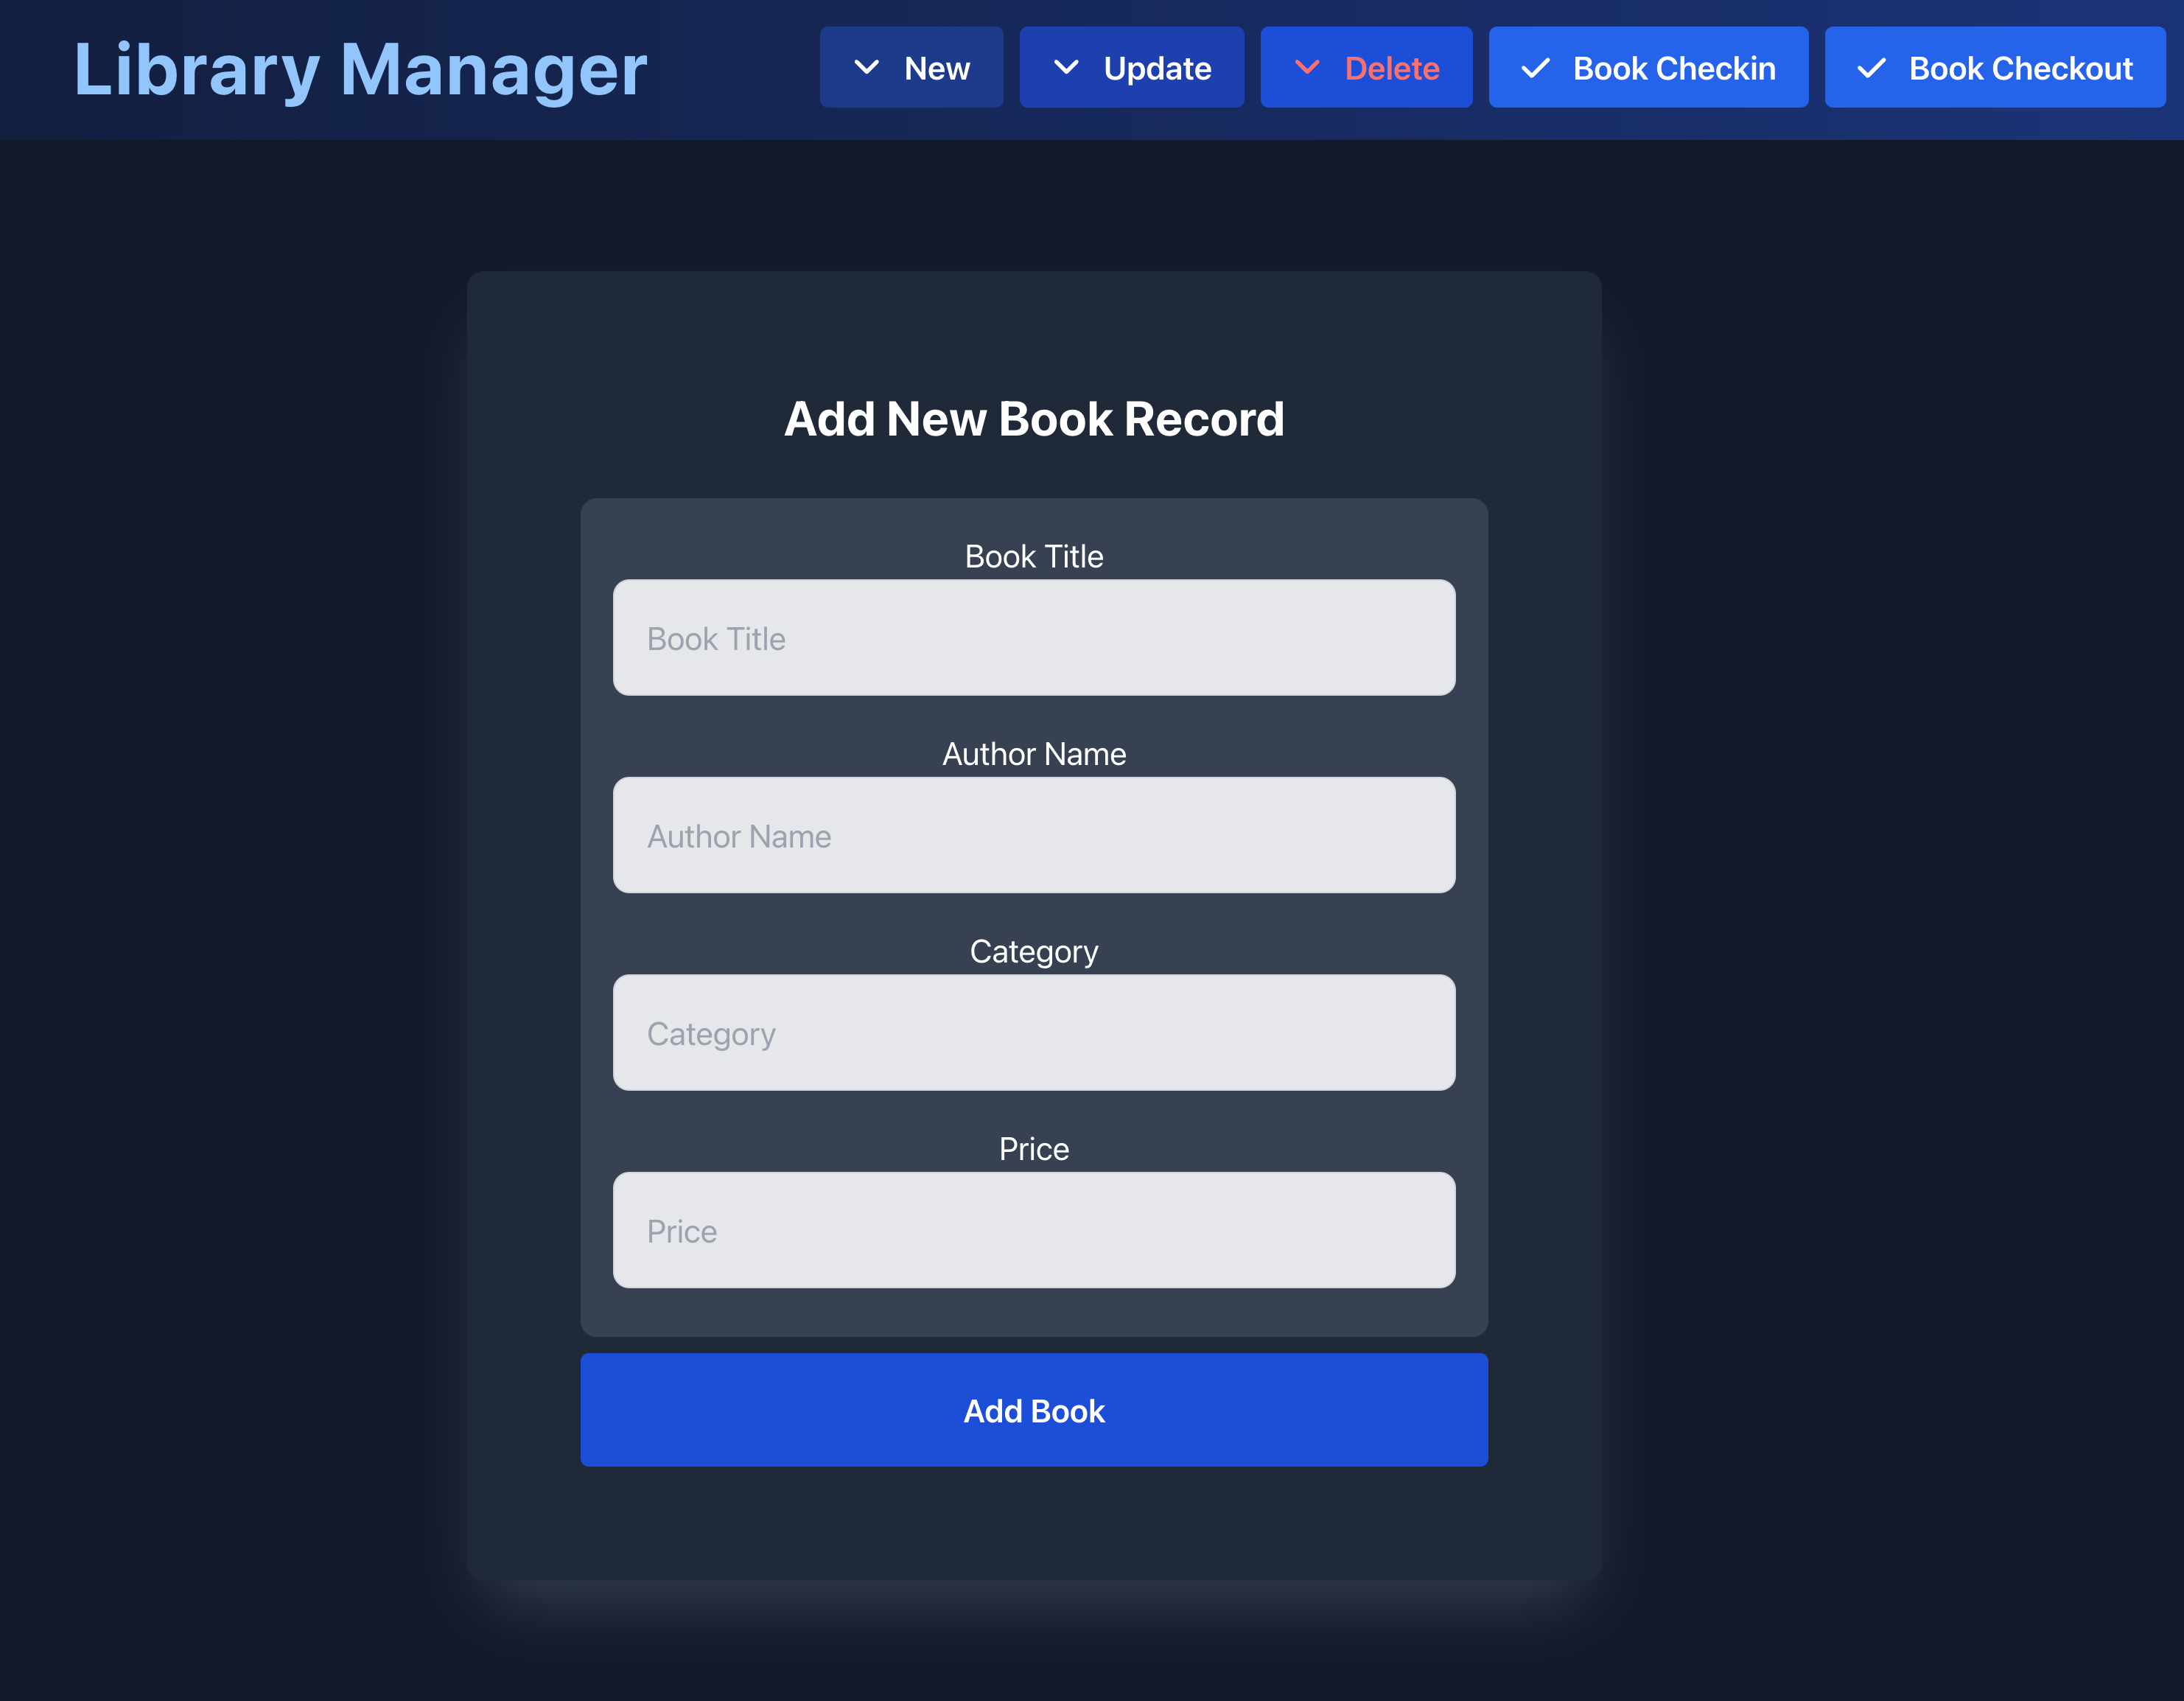 Library Manager
New
Update
Delete
Book Checkin
Book Checkout
Add New Book Record
Book Title
Book Title
Author Name
Author Name
Category
Category
Price
Price
Add Book